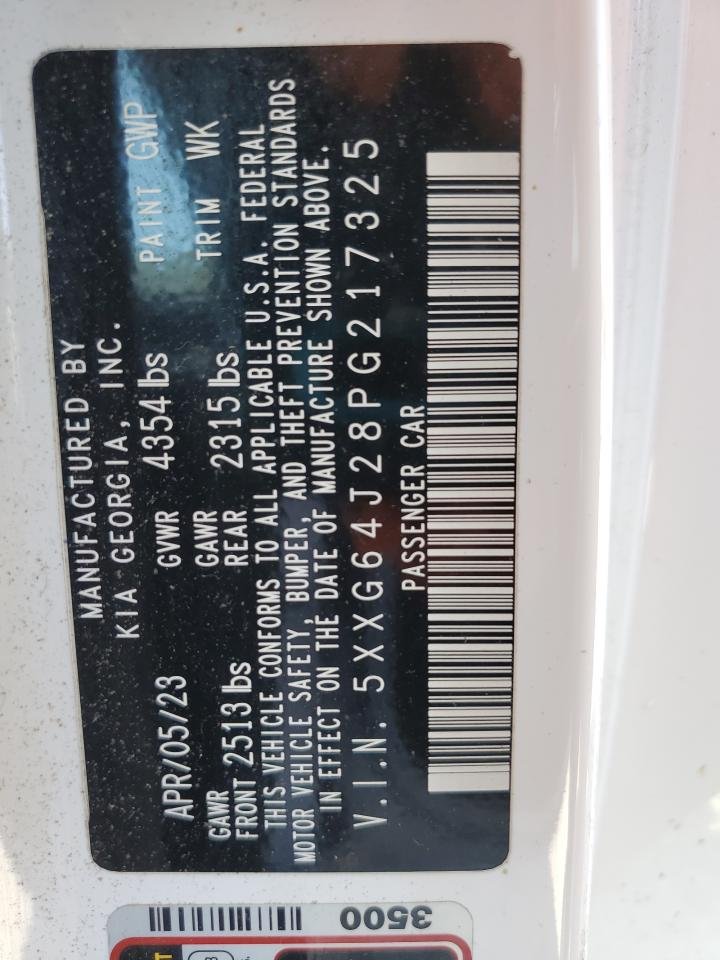 MANUFACTURED BY
KIA GEORGIA, INC.
APR/05/23 GVWR 4354 lbs PAINT GWP
GAWR FRONT 2513 lbs GAWR REAR 2315 lbs TRIM WK
THIS VEHICLE CONFORMS TO ALL APPLICABLE U.S.A. FEDERAL
MOTOR VEHICLE SAFETY, BUMPER, AND THEFT PREVENTION STANDARDS
IN EFFECT ON THE DATE OF MANUFACTURE SHOWN ABOVE.
V.I.N. 5XXG64J28PG217325
PASSENGER CAR
3500